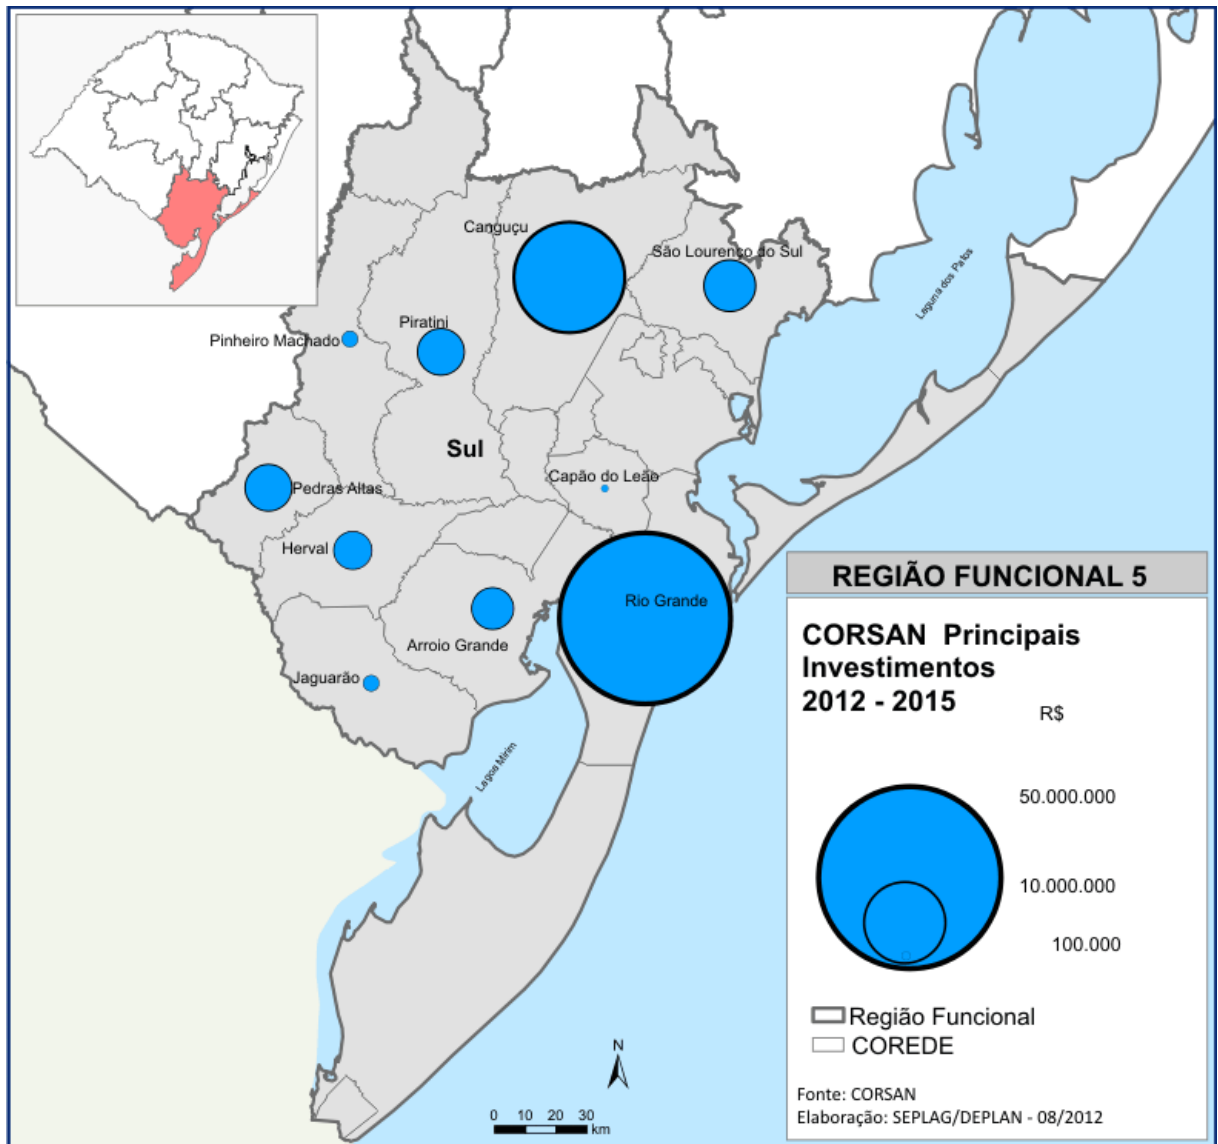 Canguçu
São Lourenço do Sul
Laguna dos Patos
Piratini
Pinheiro Machado
Sul
Capão do Leão
Pedras Altas
Herval
Rio Grande
Arroio Grande
Jaguarão
Lagoa Mirim
REGIÃO FUNCIONAL 5
CORSAN Principais
Investimentos
2012 - 2015
R$
50.000.000
10.000.000
100.000
Região Funcional
COREDE
Fonte: CORSAN
Elaboração: SEPLAG/DEPLAN - 08/2012
N
0 10 20 30
km